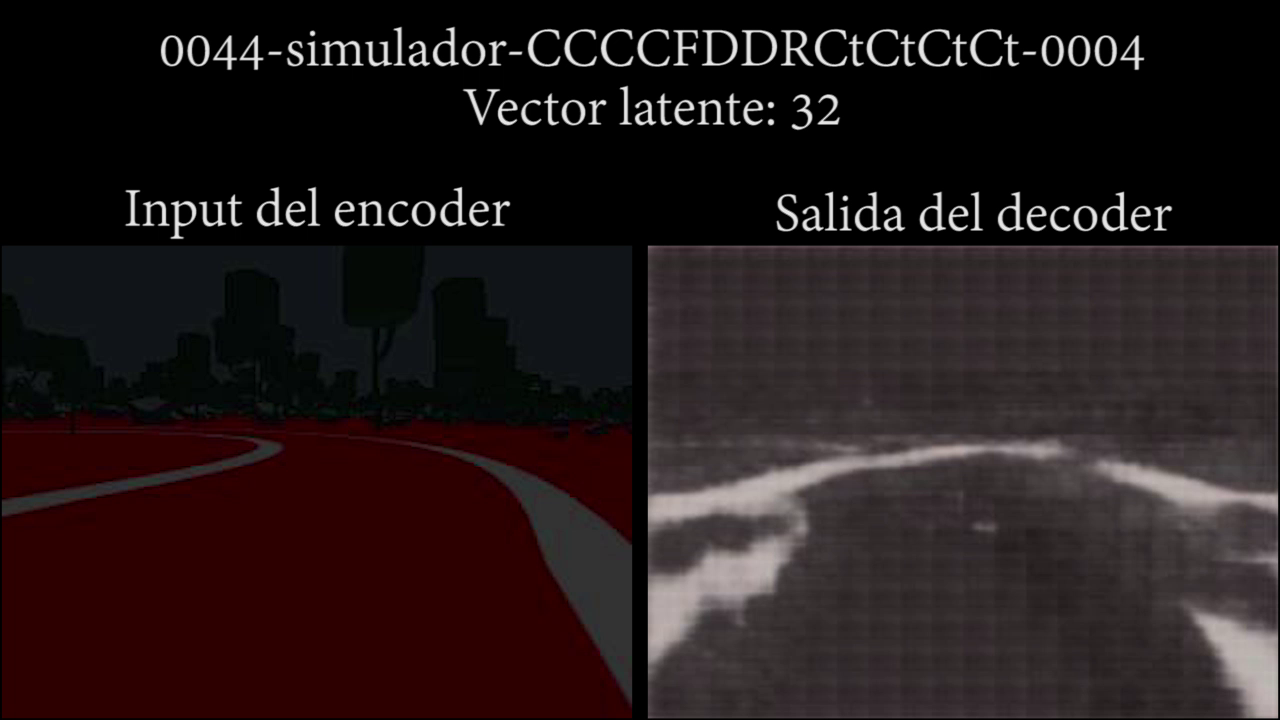 0044-simulador-CCCCFDDRCtCtCtCt-0004
Vector latente: 32
Input del encoder
Salida del decoder